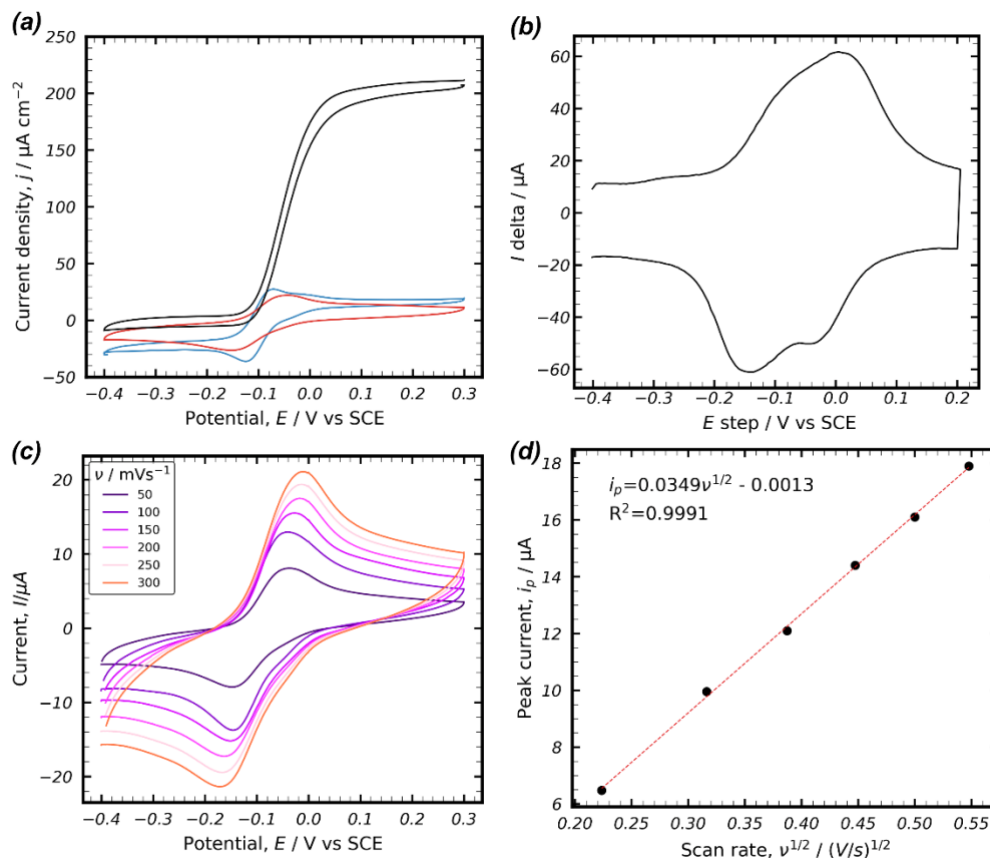 (a)
250
200
150
100
50
0
−50
Current density, j / μA cm⁻²
−0.4 −0.3 −0.2 −0.1 0.0 0.1 0.2 0.3
Potential, E / V vs SCE
(b)
60
40
20
0
−20
−40
−60
I delta / μA
−0.4 −0.3 −0.2 −0.1 0.0 0.1 0.2
E step / V vs SCE
(c)
ν / mVs⁻¹
50
100
150
200
250
300
20
10
0
−10
−20
Current, I/μA
−0.4 −0.3 −0.2 −0.1 0.0 0.1 0.2 0.3
Potential, E / V vs SCE
(d)
iₚ=0.0349ν¹ᐟ² - 0.0013
R²=0.9991
18
16
14
12
10
8
6
Peak current, iₚ / μA
0.20 0.25 0.30 0.35 0.40 0.45 0.50 0.55
Scan rate, ν¹ᐟ² / (V/s)¹ᐟ²